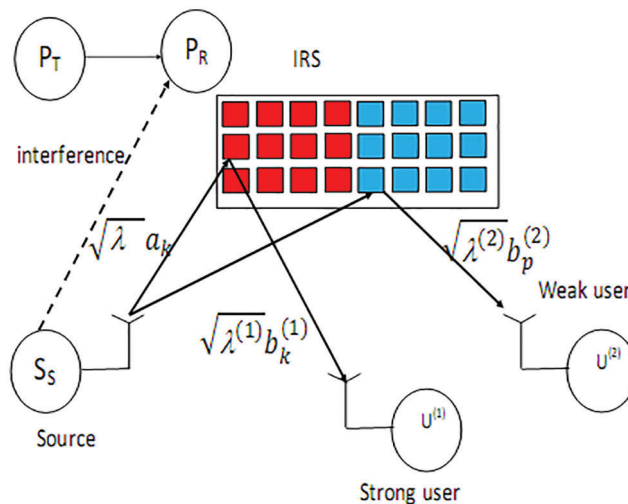 P_T
P_R
IRS
interference
√λ a_k
√λ^(2) b_p^(2)
Weak user
√λ^(1) b_k^(1)
S_S
U^(2)
U^(1)
Source
Strong user